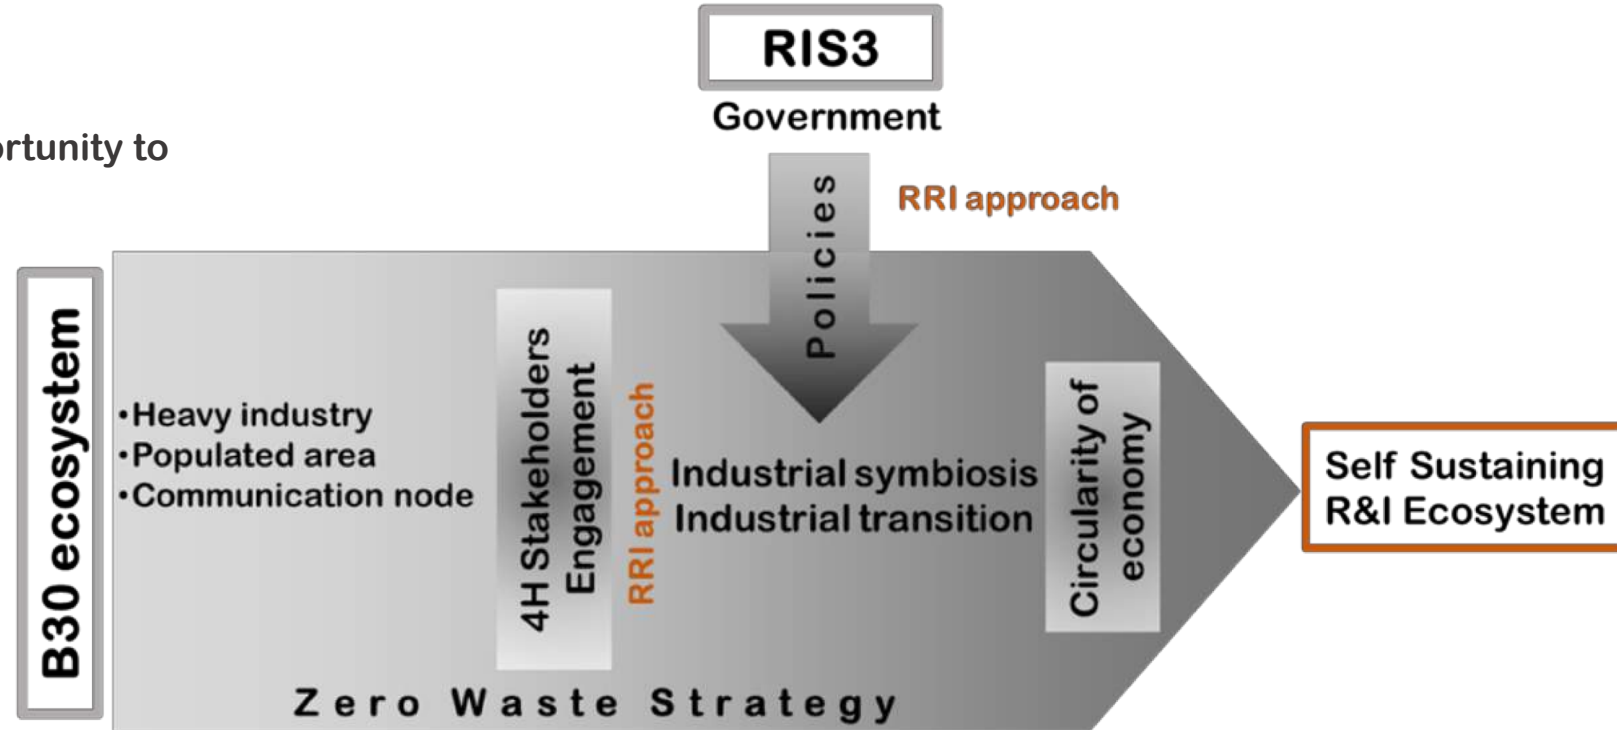 RIS3
Government
ortunity to
Policies
RRI approach
B30 ecosystem
•Heavy industry
•Populated area
•Communication node
4H Stakeholders
Engagement
RRI approach
Industrial symbiosis
Industrial transition
Circularity of
economy
Self Sustaining
R&I Ecosystem
Zero Waste Strategy